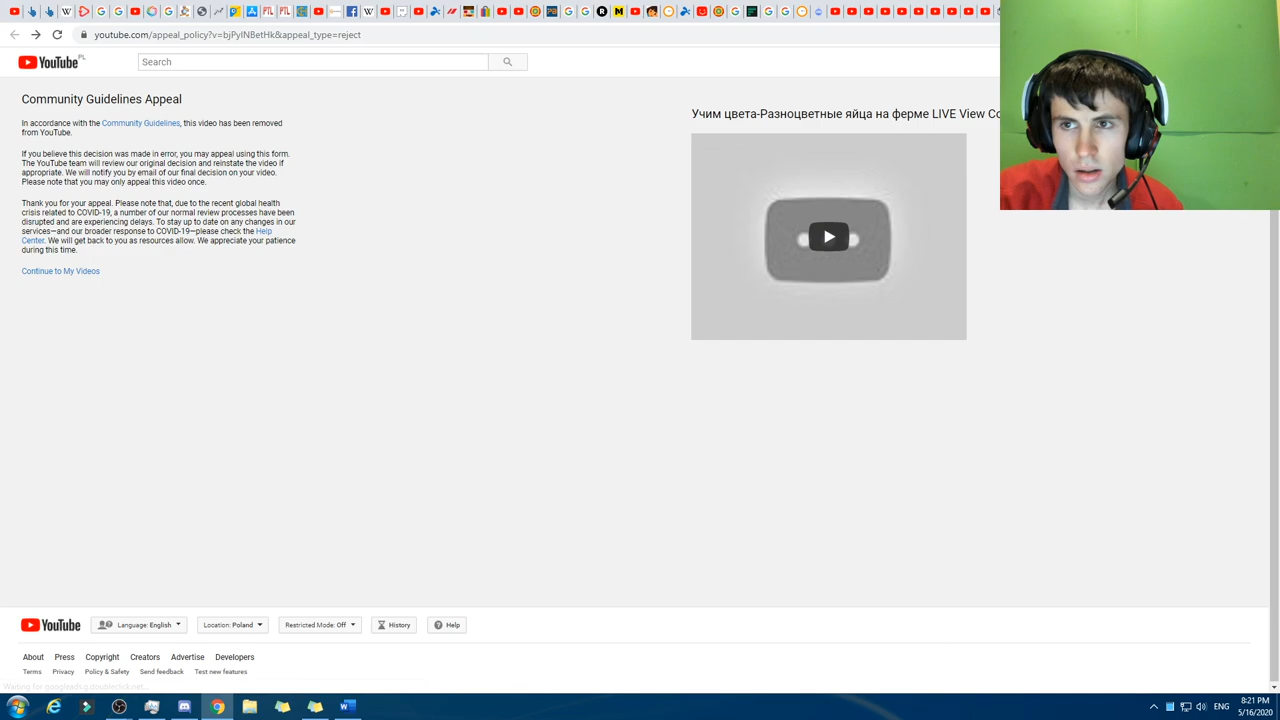 youtube.com/appeal_policy?v=bjPyINBetHk&appeal_type=reject
YouTube PL
Search
Community Guidelines Appeal
In accordance with the Community Guidelines, this video has been removed
from YouTube.
If you believe this decision was made in error, you may appeal using this form.
The YouTube team will review our original decision and reinstate the video if
appropriate. We will notify you by email of our final decision on your video.
Please note that you may only appeal this video once.
Thank you for your appeal. Please note that, due to the recent global health
crisis related to COVID-19, a number of our normal review processes have been
disrupted and are experiencing delays. To stay up to date on any changes in our
services—and our broader response to COVID-19—please check the Help
Center. We will get back to you as resources allow. We appreciate your patience
during this time.
Continue to My Videos
Учим цвета-Разноцветные яйца на ферме LIVE View
YouTube
Language: English
Location: Poland
Restricted Mode: Off
History
Help
About Press Copyright Creators Advertise Developers
Terms Privacy Policy & Safety Send feedback Test new features
Waiting for googleads.g.doubleclick.net...
ENG
8:21 PM
5/16/2020